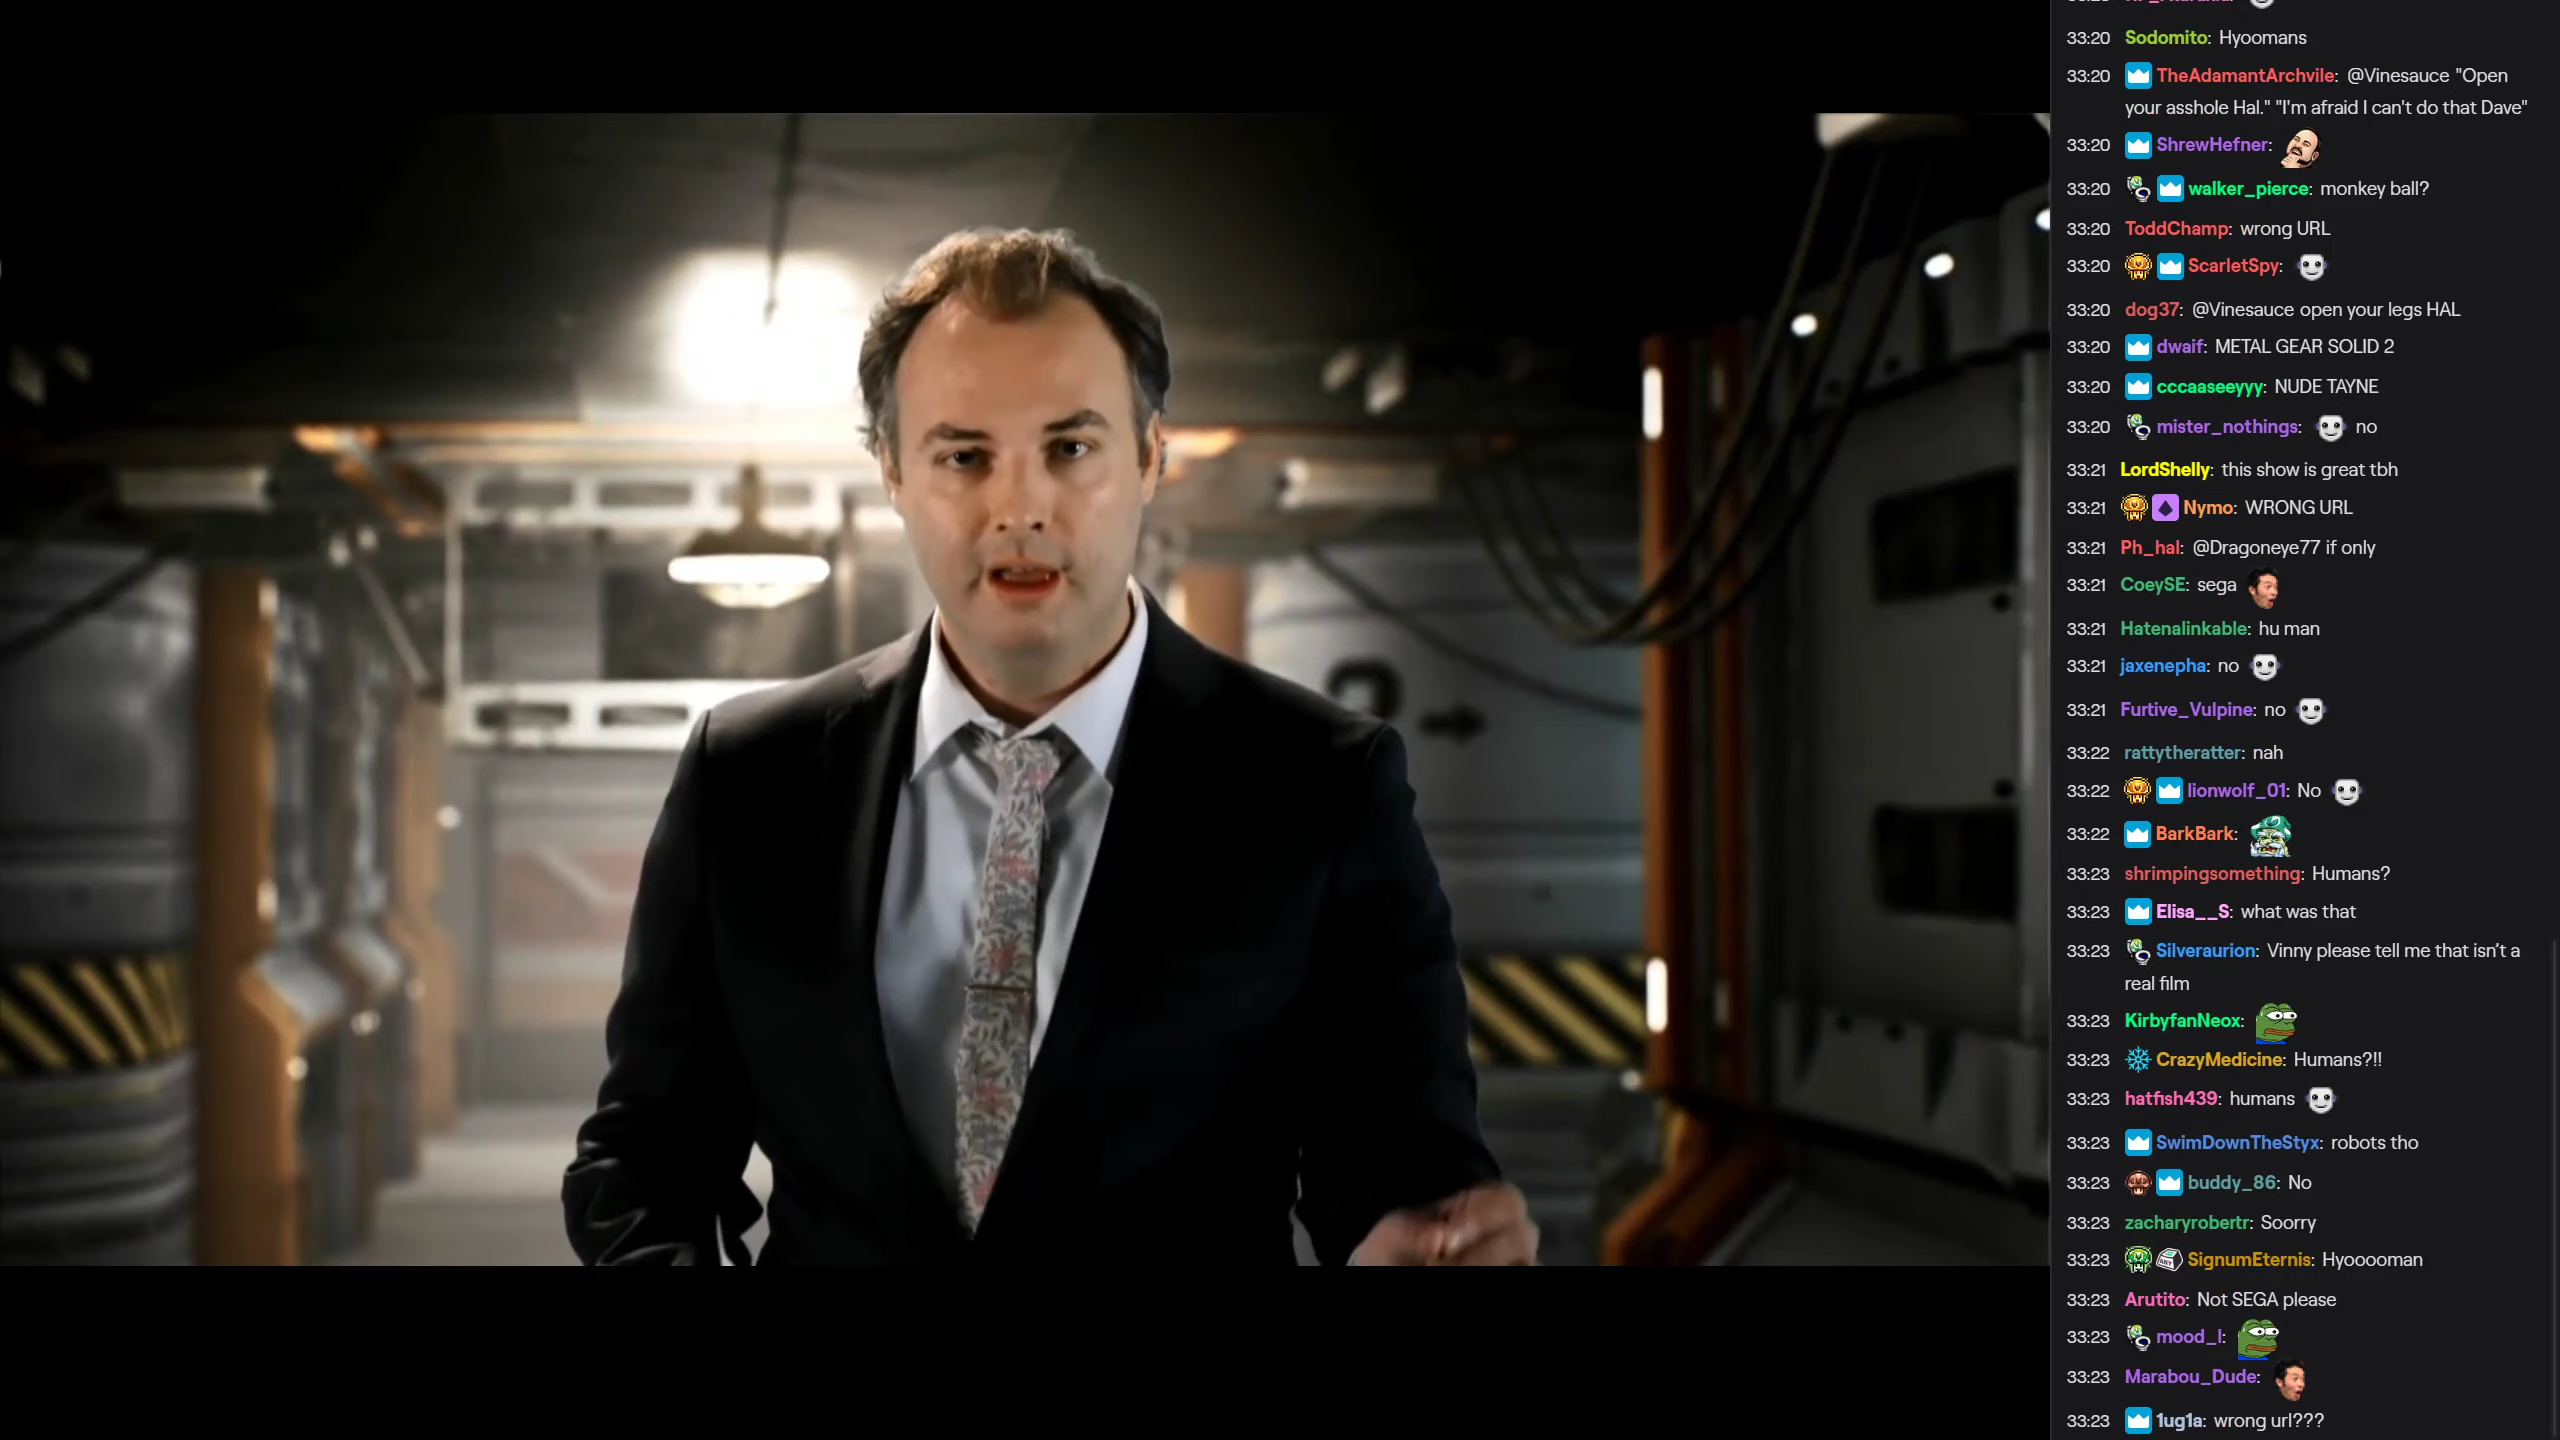 33:20 Sodomito: Hyoomans
33:20 TheAdamantArchvile: @Vinesauce "Open
your asshole Hal." "I'm afraid I can't do that Dave"
33:20 ShrewHefner:
33:20 walker_pierce: monkey ball?
33:20 ToddChamp: wrong URL
33:20 ScarletSpy:
33:20 dog37: @Vinesauce open your legs HAL
33:20 dwaif: METAL GEAR SOLID 2
33:20 cccaaseeyyy: NUDE TAYNE
33:20 mister_nothings: no
33:21 LordShelly: this show is great tbh
33:21 Nymo: WRONG URL
33:21 Ph_hal: @Dragoneye77 if only
33:21 CoeySE: sega
33:21 Hatenalinkable: hu man
33:21 jaxenepha: no
33:21 Furtive_Vulpine: no
33:22 rattytheratter: nah
33:22 lionwolf_01: No
33:22 BarkBark:
33:23 shrimpingsomething: Humans?
33:23 Elisa__S: what was that
33:23 Silveraurion: Vinny please tell me that isn't a
real film
33:23 KirbyfanNeox:
33:23 CrazyMedicine: Humans?!!
33:23 hatfish439: humans
33:23 SwimDownTheStyx: robots tho
33:23 buddy_86: No
33:23 zacharyrobertr: Soorry
33:23 SignumEternis: Hyooooman
33:23 Arutito: Not SEGA please
33:23 mood_l:
33:23 Marabou_Dude:
33:23 1ug1a: wrong url???
2